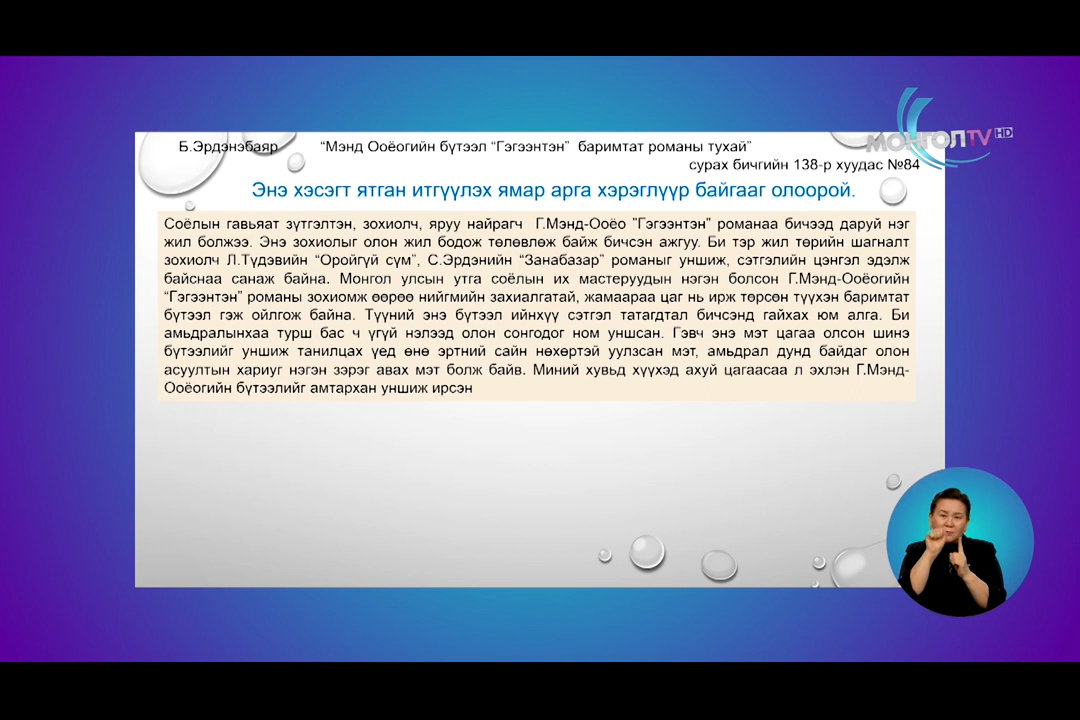 МОНГОЛTV HD
Б.Эрдэнэбаяр “Мэнд Ооёогийн бүтээл “Гэгээнтэн” баримтат романы тухай”
сурах бичгийн 138-р хуудас №84
Энэ хэсэгт ятган итгүүлэх ямар арга хэрэглүүр байгааг олоорой.
Соёлын гавьяат зүтгэлтэн, зохиолч, яруу найрагч Г.Мэнд-Ооёо ”Гэгээнтэн” романаа бичээд даруй нэг
жил болжээ. Энэ зохиолыг олон жил бодож төлөвлөж байж бичсэн ажгуу. Би тэр жил төрийн шагналт
зохиолч Л.Түдэвийн “Оройгүй сүм”, С.Эрдэнийн “Занабазар” романыг уншиж, сэтгэлийн цэнгэл эдэлж
байснаа санаж байна. Монгол улсын утга соёлын их мастеруудын нэгэн болсон Г.Мэнд-Ооёогийн
“Гэгээнтэн” романы зохиомж өөрөө нийгмийн захиалгатай, жамаараа цаг нь ирж төрсөн түүхэн баримтат
бүтээл гэж ойлгож байна. Түүний энэ бүтээл ийнхүү сэтгэл татагдтал бичсэнд гайхах юм алга. Би
амьдралынхаа турш бас ч үгүй нэлээд олон сонгодог ном уншсан. Гэвч энэ мэт цагаа олсон шинэ
бүтээлийг уншиж танилцах үед өнө эртний сайн нөхөртэй уулзсан мэт, амьдрал дунд байдаг олон
асуултын хариуг нэгэн зэрэг авах мэт болж байв. Миний хувьд хүүхэд ахуй цагаасаа л эхлэн Г.Мэнд-
Ооёогийн бүтээлийг амтархан уншиж ирсэн